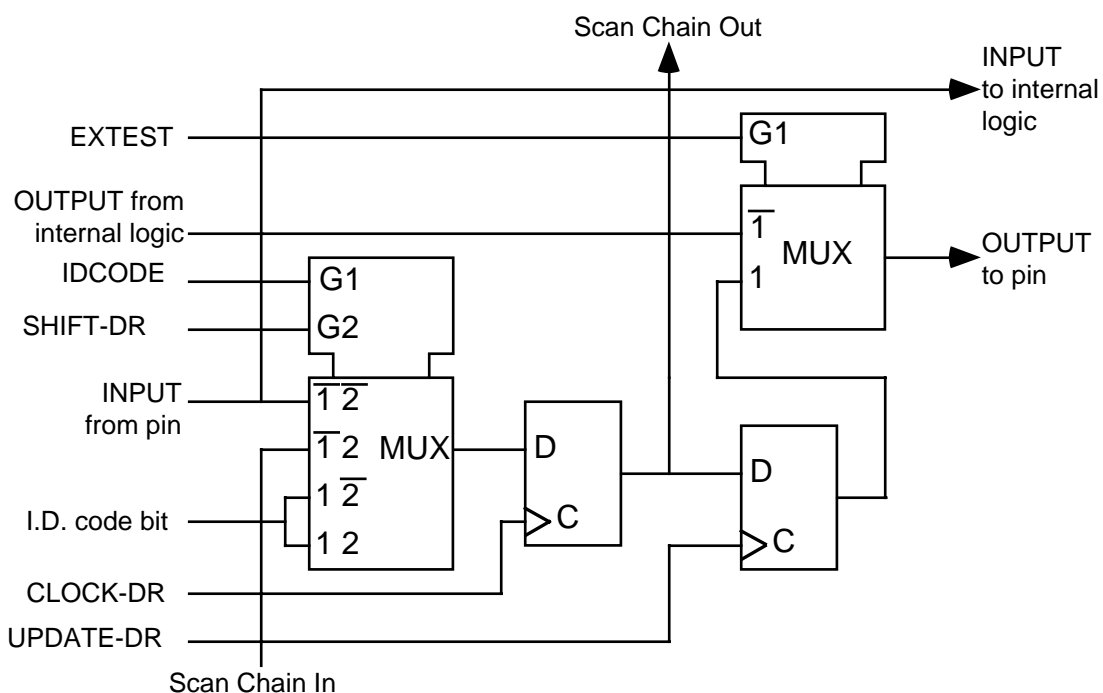 Scan Chain Out
INPUT
to internal
logic
EXTEST
G1
OUTPUT from
internal logic
1̅
MUX
1
OUTPUT
to pin
IDCODE
G1
SHIFT-DR
G2
INPUT
from pin
1̅ 2̅
1̅ 2
MUX
1 2̅
1 2
I.D. code bit
D
C
D
C
CLOCK-DR
UPDATE-DR
Scan Chain In